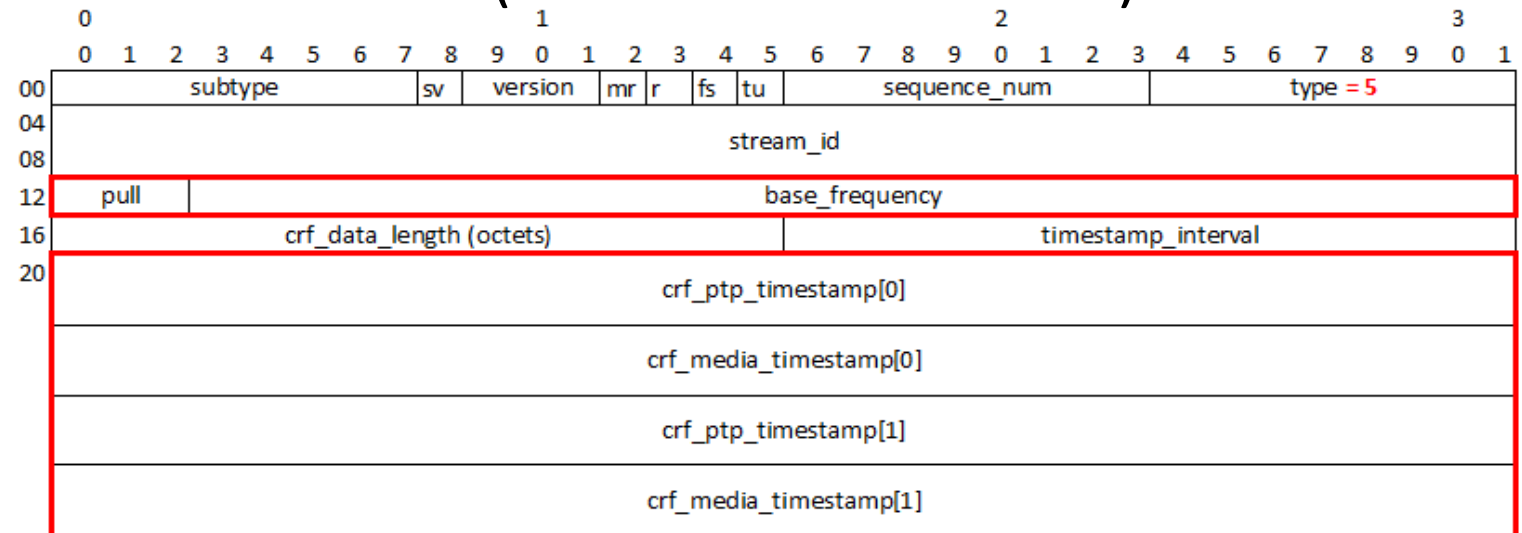 0 1 2 3
0 1 2 3 4 5 6 7 8 9 0 1 2 3 4 5 6 7 8 9 0 1 2 3 4 5 6 7 8 9 0 1
00 subtype sv version mr r fs tu sequence_num type = 5
04
stream_id
08
12 pull base_frequency
16 crf_data_length (octets) timestamp_interval
20
crf_ptp_timestamp[0]
crf_media_timestamp[0]
crf_ptp_timestamp[1]
crf_media_timestamp[1]